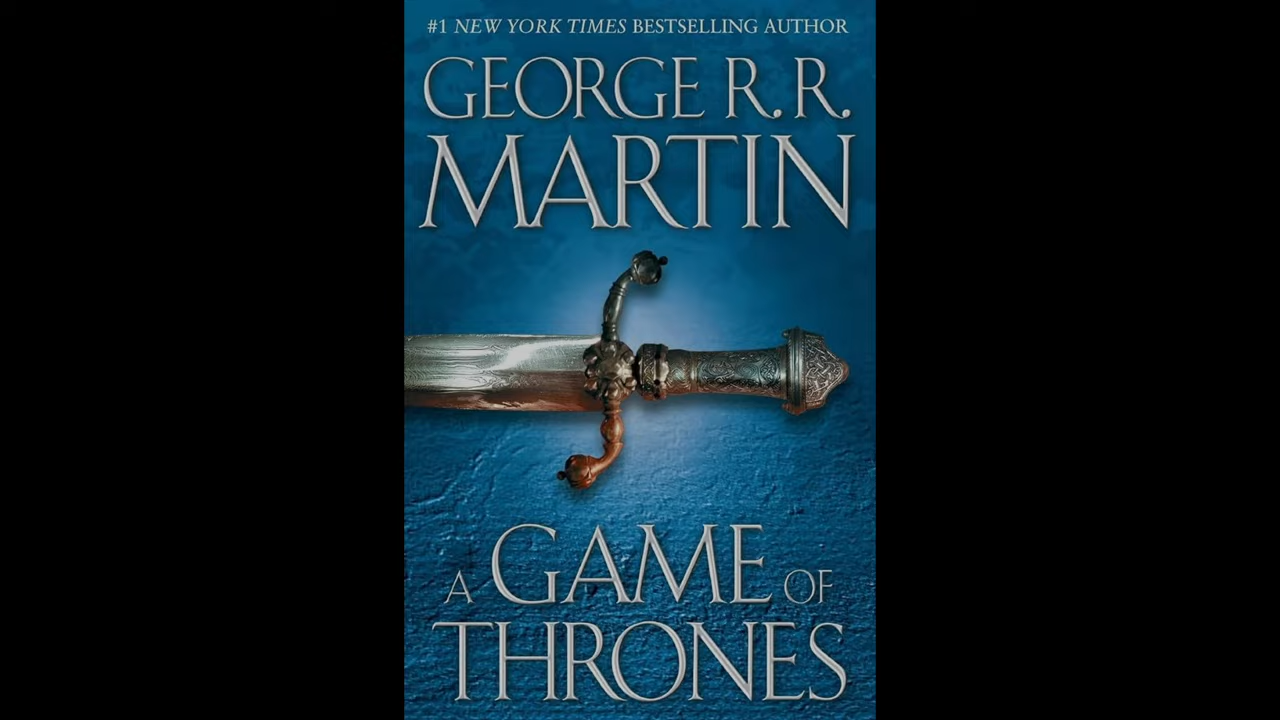 #1 NEW YORK TIMES BESTSELLING AUTHOR
GEORGE R. R.
MARTIN
A GAME OF
THRONES